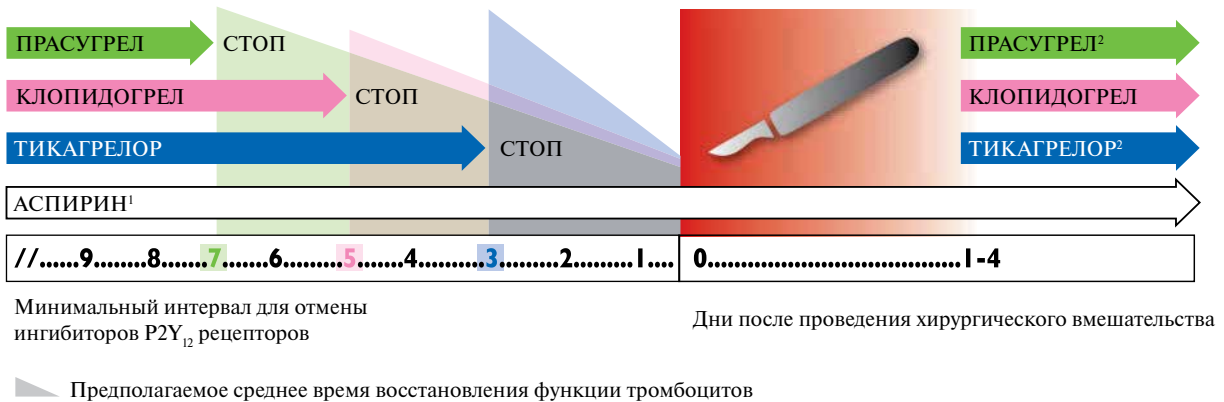 ПРАСУГРЕЛ СТОП ПРАСУГРЕЛ²
КЛОПИДОГРЕЛ СТОП КЛОПИДОГРЕЛ
ТИКАГРЕЛОР СТОП ТИКАГРЕЛОР²
АСПИРИН¹
//......9........8.......7.......6.........5.......4...........3.........2.........1.... 0..................................1-4
Минимальный интервал для отмены
ингибиторов P2Y₁₂ рецепторов
Дни после проведения хирургического вмешательства
Предполагаемое среднее время восстановления функции тромбоцитов